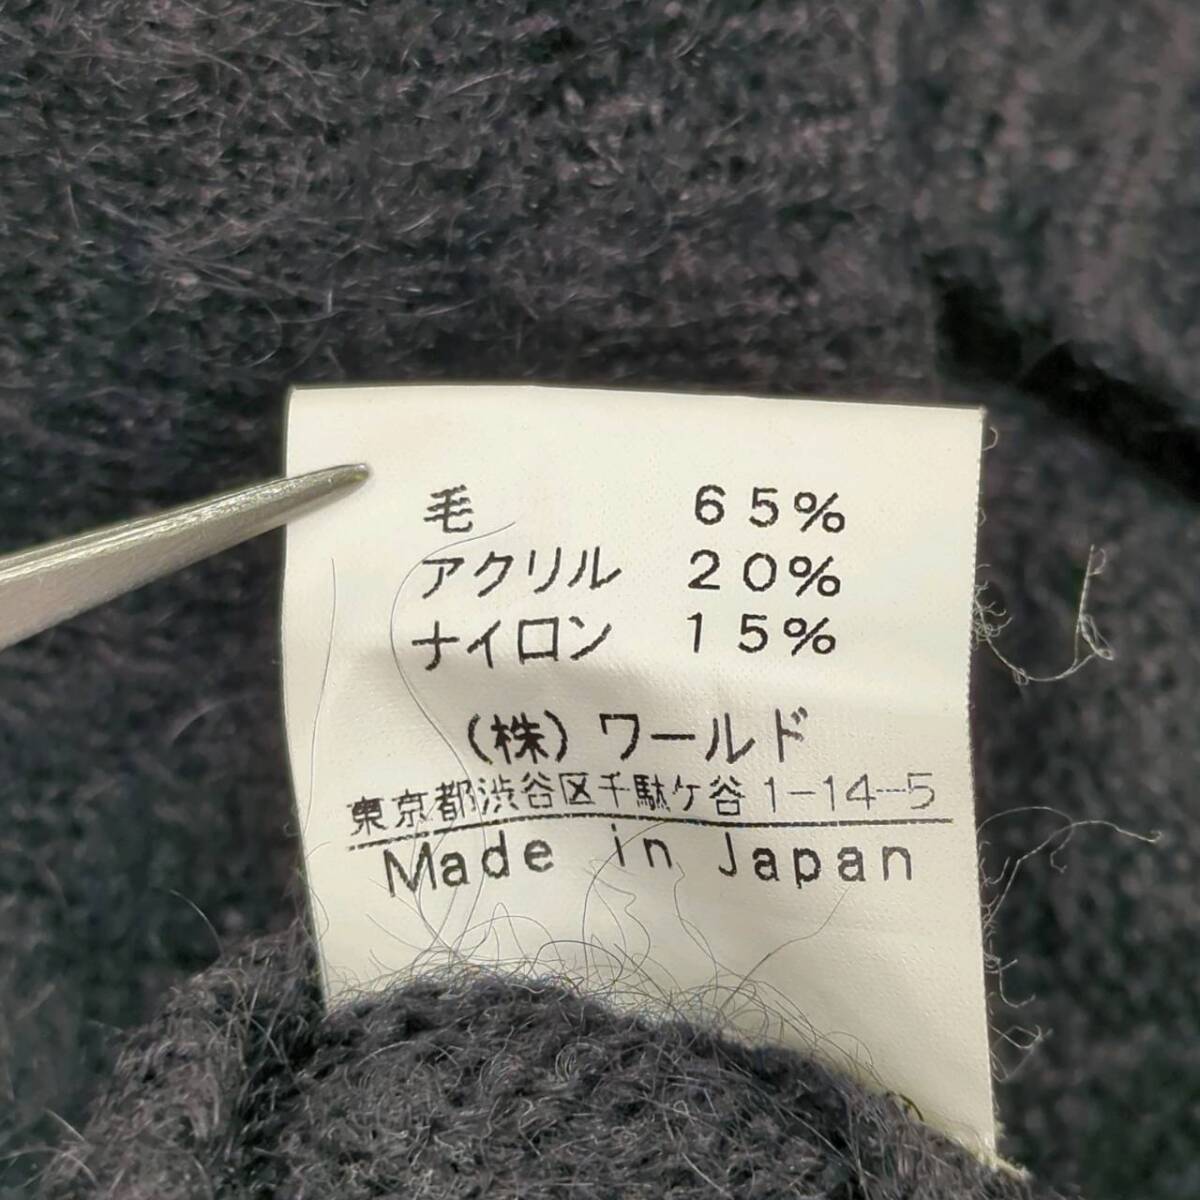 毛 65%
アクリル 20%
ナイロン 15%
(株)ワールド
東京都渋谷区千駄ケ谷1-14-5
Made in Japan